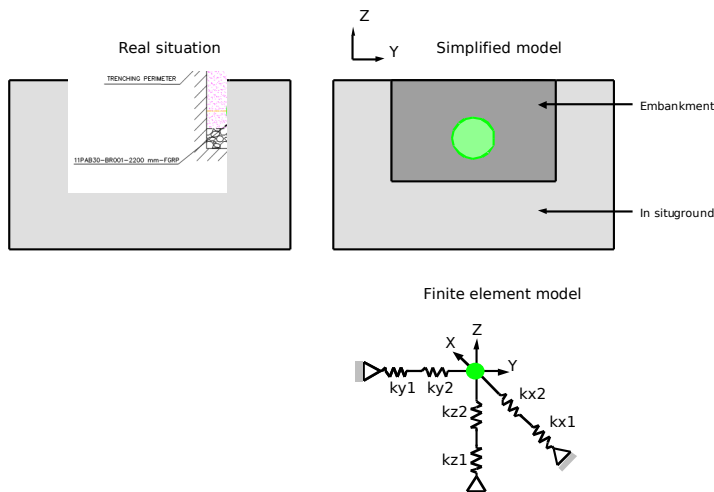 Real situation
Z
Y
Simplified model
TRENCHING PERIMETER
11PAB30-BR001-2200 mm-FGRP
Embankment
In situground
Finite element model
Z
X
Y
ky1
ky2
kx2
kz2
kx1
kz1